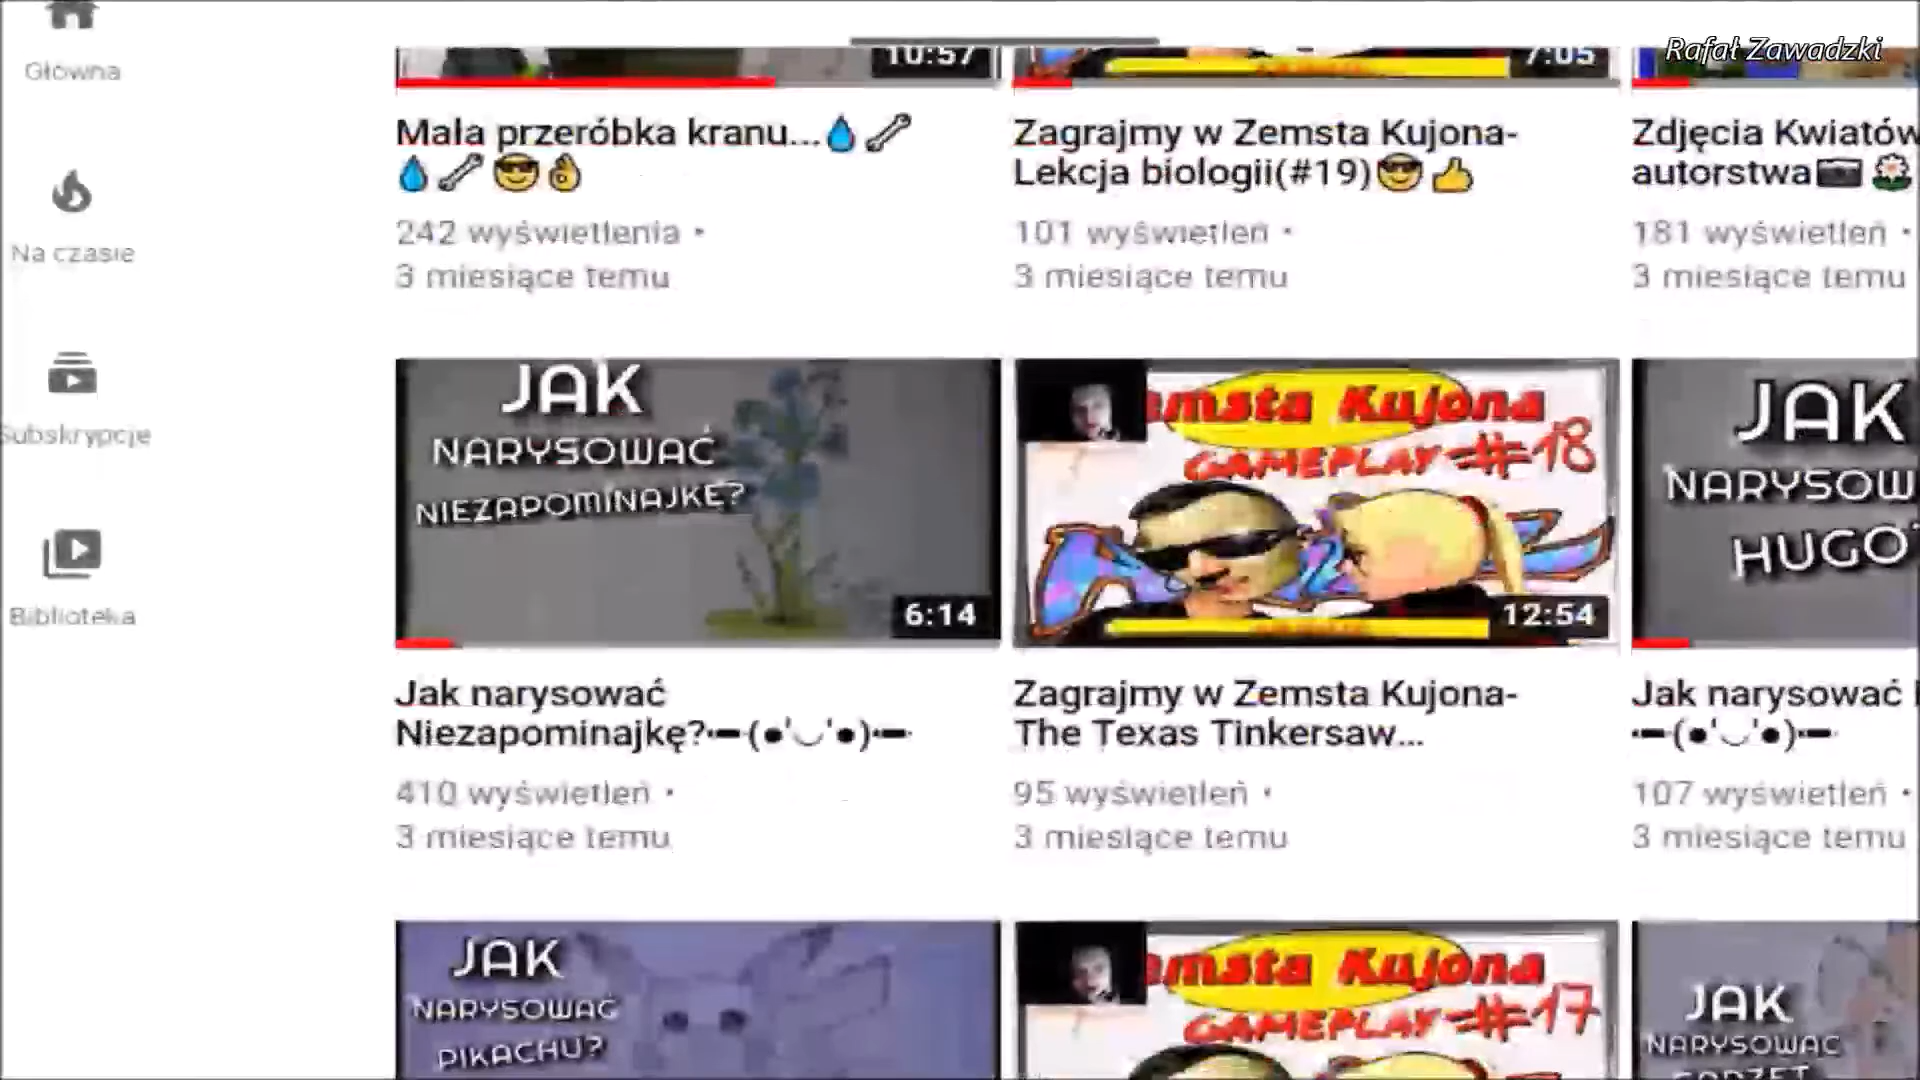 Rafał Zawadzki
Główna
Na czasie
Subskrypcje
Biblioteka
10:57
7:05
Mała przeróbka kranu...💧🔧
💧🔧😎👌
242 wyświetlenia •
3 miesiące temu
Zagrajmy w Zemsta Kujona-
Lekcja biologii(#19)😎👍
101 wyświetleń •
3 miesiące temu
Zdjęcia Kwiatów
autorstwa📷🌼
181 wyświetleń •
3 miesiące temu
JAK
NARYSOWAĆ
NIEZAPOMINAJKĘ?
6:14
emsta Kujona
GAMEPLAY #18
12:54
JAK
NARYSOW
HUGO
Jak narysować
Niezapominajkę?•━(●'◡'●)•━
410 wyświetleń •
3 miesiące temu
Zagrajmy w Zemsta Kujona-
The Texas Tinkersaw...
95 wyświetleń •
3 miesiące temu
Jak narysować
•━(●'◡'●)•━
107 wyświetleń •
3 miesiące temu
JAK
NARYSOWAĆ
PIKACHU?
emsta Kujona
GAMEPLAY #17
JAK
NARYSOWAĆ